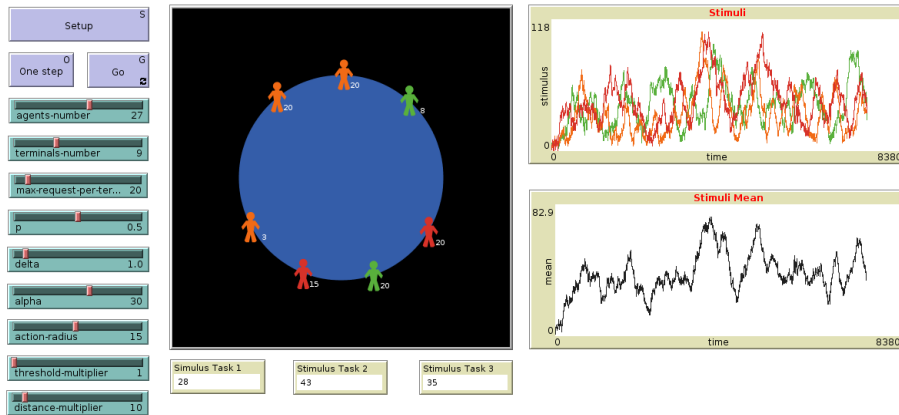 S
Setup
O
One step
G
Go
agents-number 27
terminals-number 9
max-request-per-ter... 20
p 0.5
delta 1.0
alpha 30
action-radius 15
threshold-multiplier 1
distance-multiplier 10
20
20
8
3
20
15
20
Simulus Task 1
28
Stimulus Task 2
43
Stimulus Task 3
35
Stimuli
118
stimulus
0
0 time 8380
Stimuli Mean
82.9
mean
0
0 time 8380